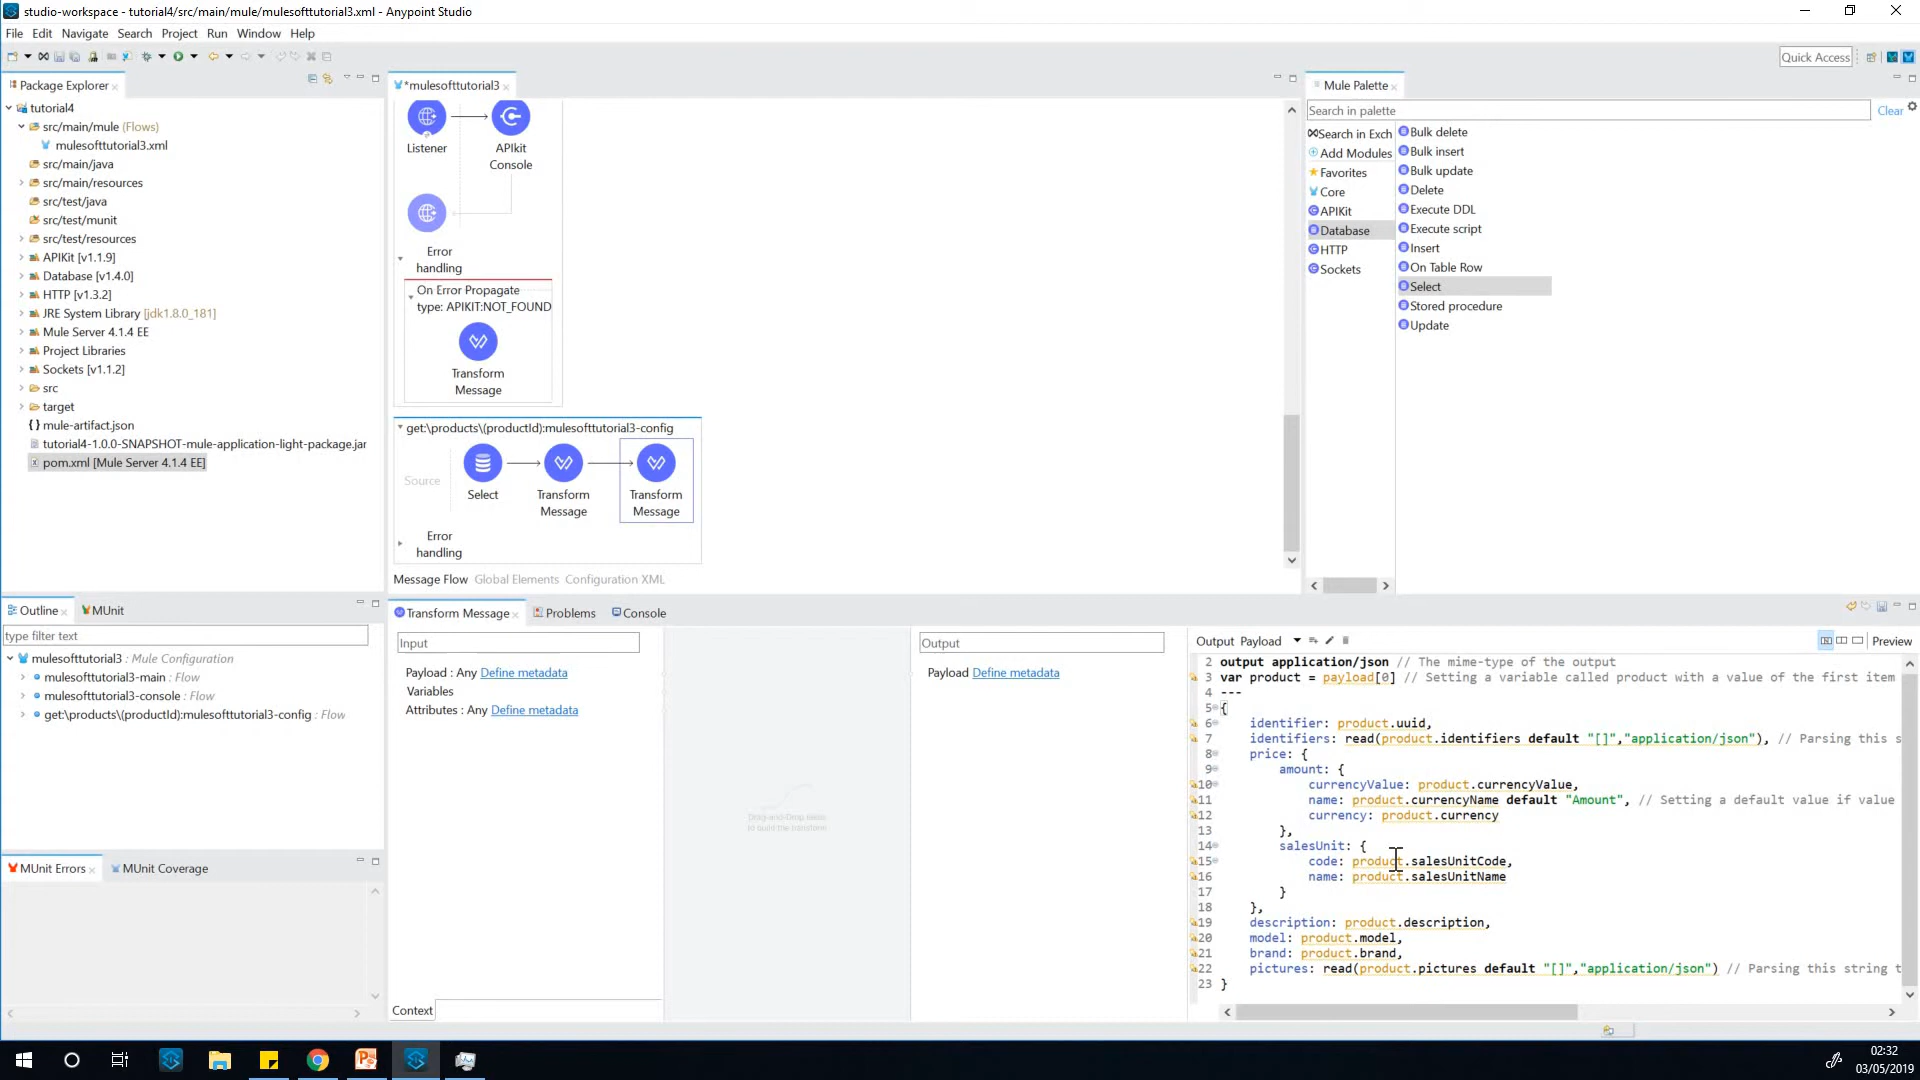 studio-workspace - tutorial4/src/main/mule/mulesofttutorial3.xml - Anypoint Studio
File Edit Navigate Search Project Run Window Help
Quick Access
Package Explorer
tutorial4
src/main/mule (Flows)
mulesofttutorial3.xml
src/main/java
src/main/resources
src/test/java
src/test/munit
src/test/resources
APIKit [v1.1.9]
Database [v1.4.0]
HTTP [v1.3.2]
JRE System Library [jdk1.8.0_181]
Mule Server 4.1.4 EE
Project Libraries
Sockets [v1.1.2]
src
target
mule-artifact.json
tutorial4-1.0.0-SNAPSHOT-mule-application-light-package.jar
pom.xml [Mule Server 4.1.4 EE]
*mulesofttutorial3
Listener
APIkit
Console
Error
handling
On Error Propagate
type: APIKIT:NOT_FOUND
Transform
Message
get:\products\(productId):mulesofttutorial3-config
Source
Select
Transform
Message
Transform
Message
Error
handling
Message Flow Global Elements Configuration XML
Mule Palette
Search in palette
Clear
Search in Exch
Add Modules
Favorites
Core
APIKit
Database
HTTP
Sockets
Bulk delete
Bulk insert
Bulk update
Delete
Execute DDL
Execute script
Insert
On Table Row
Select
Stored procedure
Update
Outline
MUnit
type filter text
mulesofttutorial3 : Mule Configuration
mulesofttutorial3-main : Flow
mulesofttutorial3-console : Flow
get:\products\(productId):mulesofttutorial3-config : Flow
MUnit Errors
MUnit Coverage
Transform Message
Problems
Console
Input
Payload : Any Define metadata
Variables
Attributes : Any Define metadata
Context
Drag-and-Drop fields
to build the transform
Output
Payload Define metadata
Output Payload
Preview
2 output application/json // The mime-type of the output
3 var product = payload[0] // Setting a variable called product with a value of the first item
4 ---
5 {
6 identifier: product.uuid,
7 identifiers: read(product.identifiers default "[]","application/json"), // Parsing this s
8 price: {
9 amount: {
10 currencyValue: product.currencyValue,
11 name: product.currencyName default "Amount", // Setting a default value if value
12 currency: product.currency
13 },
14 salesUnit: {
15 code: product.salesUnitCode,
16 name: product.salesUnitName
17 }
18 },
19 description: product.description,
20 model: product.model,
21 brand: product.brand,
22 pictures: read(product.pictures default "[]","application/json") // Parsing this string t
23 }
02:32
03/05/2019